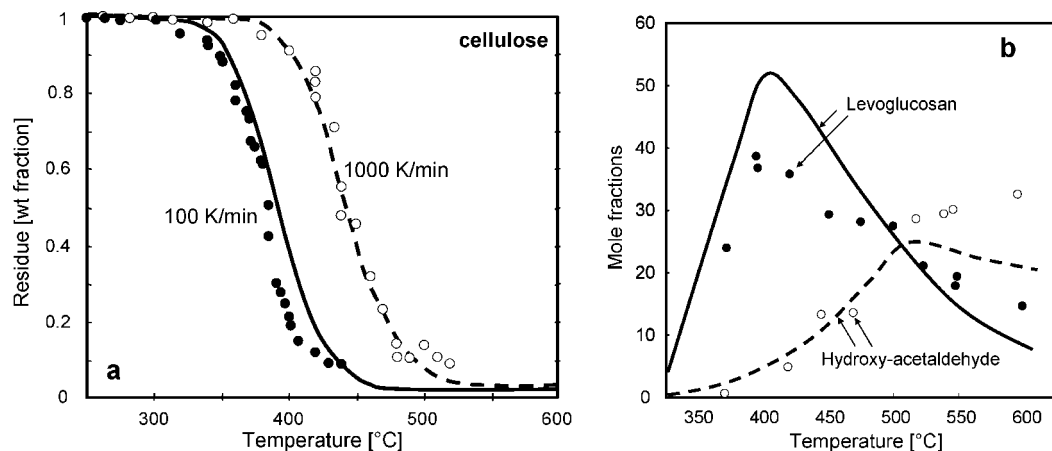 1
0.8
0.6
0.4
0.2
0
Residue [wt fraction]
cellulose
1000 K/min
100 K/min
a
300
400
500
600
Temperature [°C]
60
50
40
30
20
10
0
Mole fractions
b
Levoglucosan
Hydroxy-acetaldehyde
350
400
450
500
550
600
Temperature [°C]